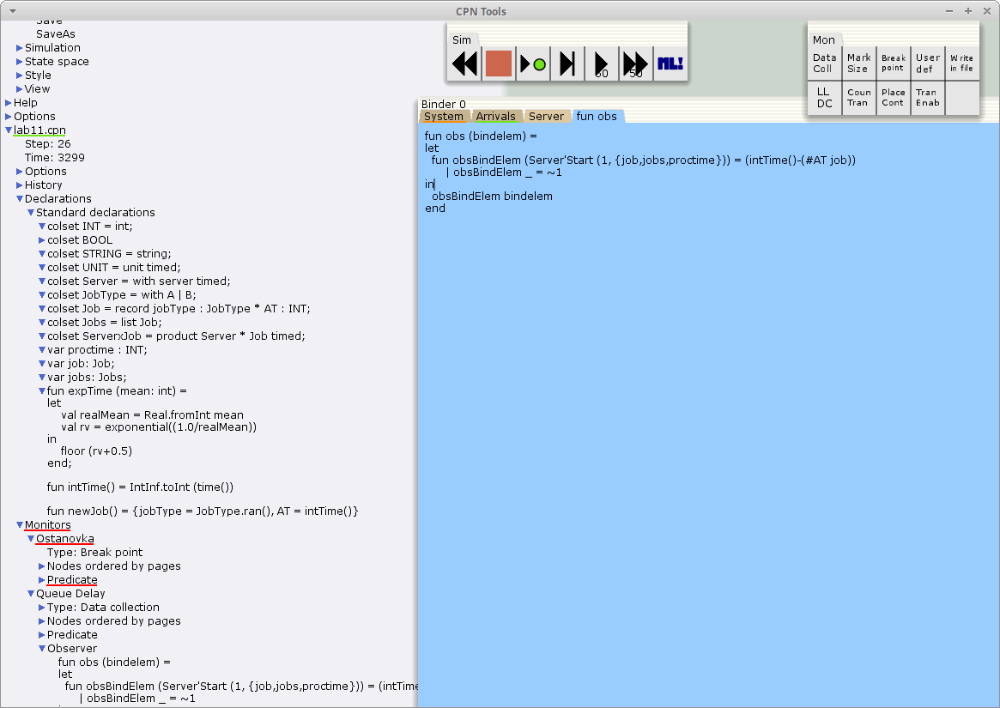 CPN Tools
Save
SaveAs
Simulation
State space
Style
View
Help
Options
lab11.cpn
Step: 26
Time: 3299
Options
History
Declarations
Standard declarations
colset INT = int;
colset BOOL
colset STRING = string;
colset UNIT = unit timed;
colset Server = with server timed;
colset JobType = with A | B;
colset Job = record jobType : JobType * AT : INT;
colset Jobs = list Job;
colset ServerxJob = product Server * Job timed;
var proctime : INT;
var job: Job;
var jobs: Jobs;
fun expTime (mean: int) =
let
val realMean = Real.fromInt mean
val rv = exponential((1.0/realMean))
in
floor (rv+0.5)
end;
fun intTime() = IntInf.toInt (time())
fun newJob() = {jobType = JobType.ran(), AT = intTime()}
Monitors
Ostanovka
Type: Break point
Nodes ordered by pages
Predicate
Queue Delay
Type: Data collection
Nodes ordered by pages
Predicate
Observer
fun obs (bindelem) =
let
fun obsBindElem (Server'Start (1, {job,jobs,proctime})) = (intTime
| obsBindElem _ = ~1
Sim
50
50
ML!
Mon
Data Coll
Mark Size
Break point
User def
Write in file
LL DC
Coun Tran
Place Cont
Tran Enab
Binder 0
System Arrivals Server fun obs
fun obs (bindelem) =
let
fun obsBindElem (Server'Start (1, {job,jobs,proctime})) = (intTime()-(#AT job))
| obsBindElem _ = ~1
in
obsBindElem bindelem
end